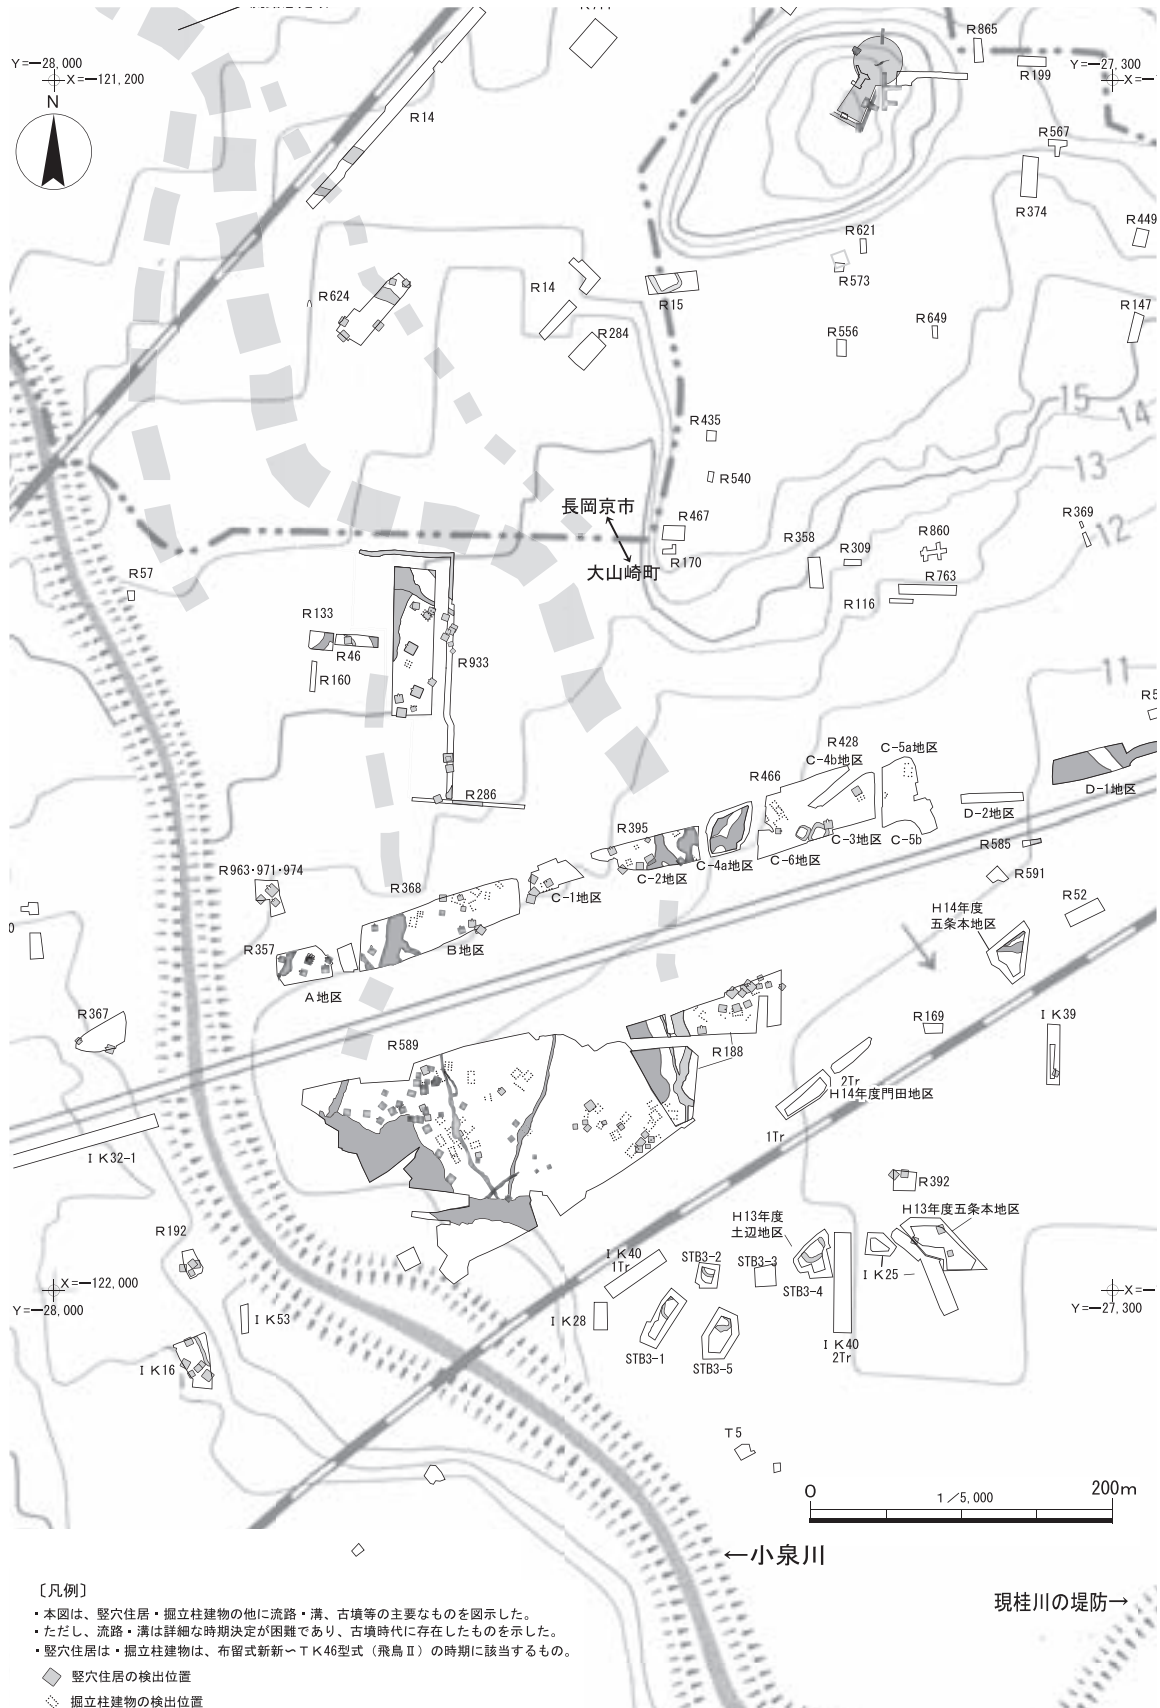 Y=−28,000
X=−121,200
N
R14
R865
R199
Y=−27,300
X=−
R567
R374
R449
R621
R573
R624
R14
R15
R284
R147
R556
R649
15
14
13
12
11
R435
R540
長岡京市
R467
R170
大山崎町
R358
R309
R860
R763
R116
R369
R57
R133
R46
R160
R933
R286
R428
C-4b地区
C-5a地区
R466
R395
C-2地区
C-4a地区
C-6地区
C-3地区
C-5b
D-2地区
D-1地区
R585
R591
R52
R963・971・974
R368
C-1地区
B地区
R357
A地区
H14年度
五条本地区
R367
R589
R188
R169
IK39
2Tr
H14年度門田地区
1Tr
IK32-1
R392
H13年度五条本地区
H13年度
土辺地区
R192
IK40
1Tr
STB3-2
STB3-3
STB3-4
IK25
X=−122,000
Y=−28,000
X=−
Y=−27,300
IK53
IK28
IK16
STB3-1
STB3-5
IK40
2Tr
T5
0
200m
1／5,000
←小泉川
現桂川の堤防→
〔凡例〕
・本図は、竪穴住居・掘立柱建物の他に流路・溝、古墳等の主要なものを図示した。
・ただし、流路・溝は詳細な時期決定が困難であり、古墳時代に存在したものを示した。
・竪穴住居は・掘立柱建物は、布留式新新～TK46型式（飛鳥Ⅱ）の時期に該当するもの。
竪穴住居の検出位置
掘立柱建物の検出位置